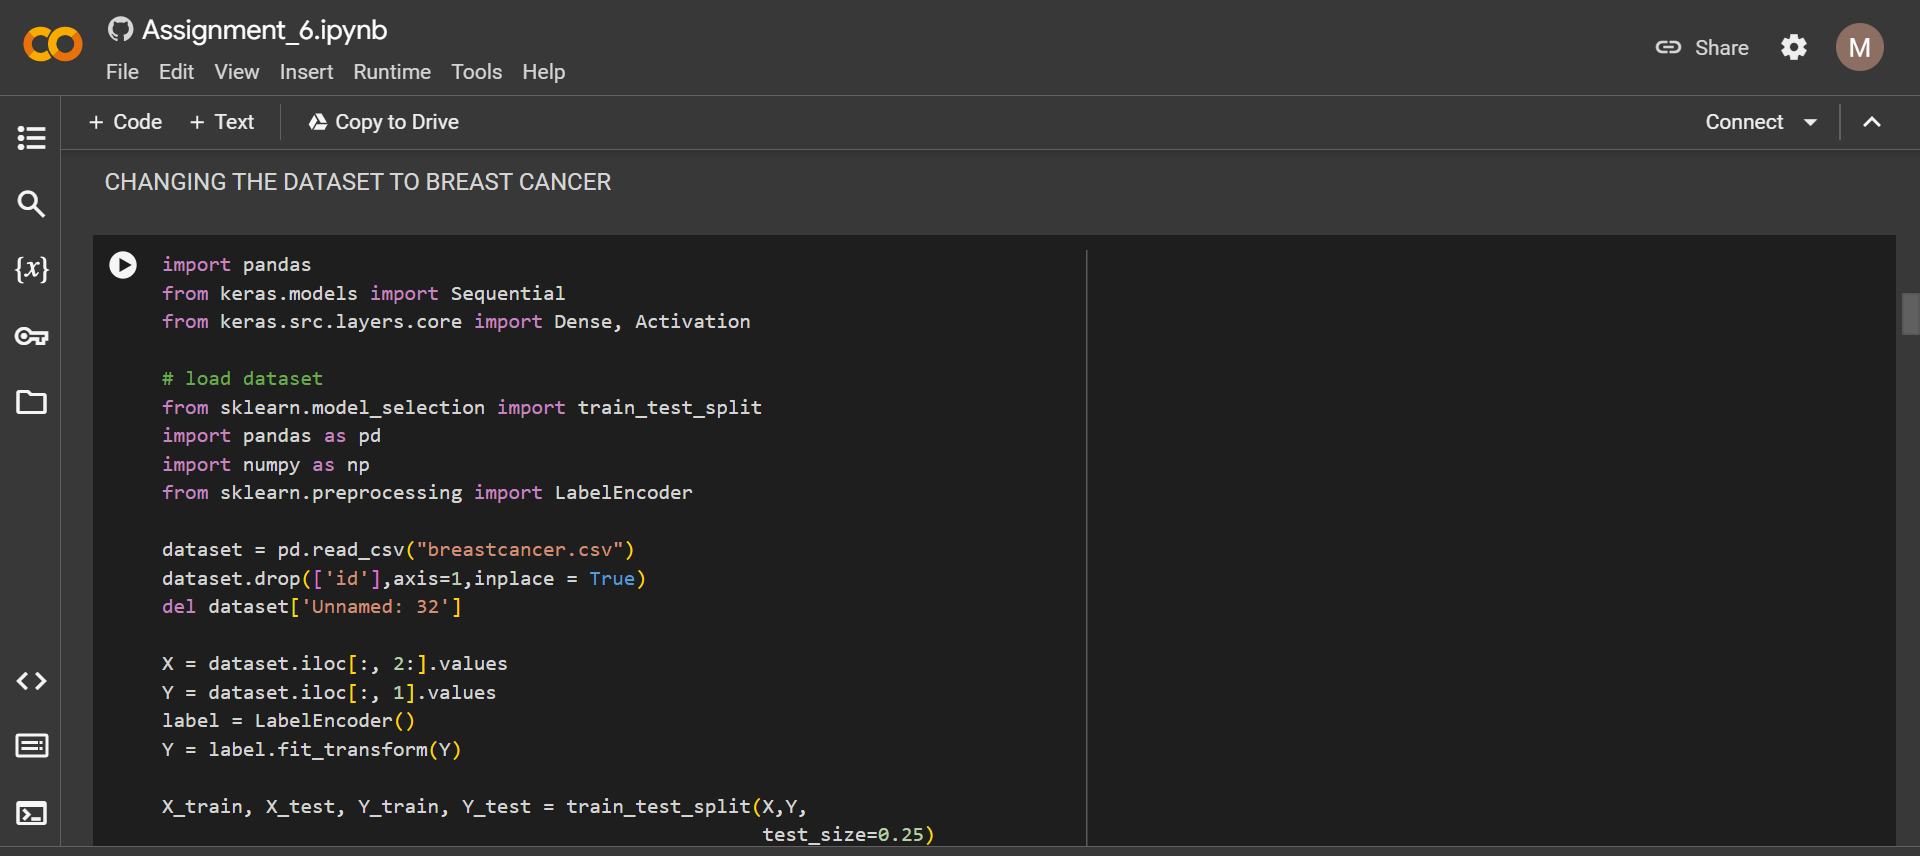 Assignment_6.ipynb
File Edit View Insert Runtime Tools Help
Share
M
+ Code + Text Copy to Drive
Connect
{x}
CHANGING THE DATASET TO BREAST CANCER
import pandas
from keras.models import Sequential
from keras.src.layers.core import Dense, Activation
# load dataset
from sklearn.model_selection import train_test_split
import pandas as pd
import numpy as np
from sklearn.preprocessing import LabelEncoder
dataset = pd.read_csv("breastcancer.csv")
dataset.drop(['id'],axis=1,inplace = True)
del dataset['Unnamed: 32']
X = dataset.iloc[:, 2:].values
Y = dataset.iloc[:, 1].values
label = LabelEncoder()
Y = label.fit_transform(Y)
X_train, X_test, Y_train, Y_test = train_test_split(X,Y,
test_size=0.25)